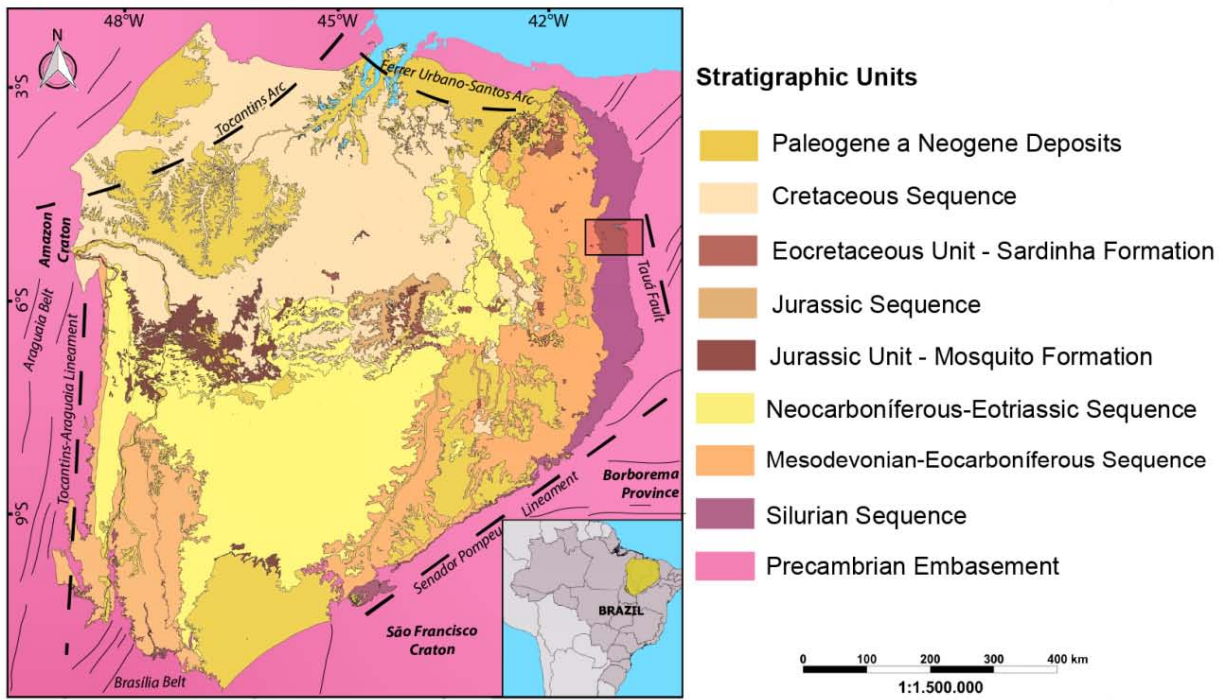 48°W
45°W
42°W
N
3°S
6°S
9°S
Tocantins Arc
Ferrer Urbano-Santos Arc
Amazon
Craton
Araguaia Belt
Tocantins-Araguaia Lineament
Tauá Fault
Borborema
Province
Senador Pompeu Lineament
São Francisco
Craton
Brasília Belt
BRAZIL
Stratigraphic Units
Paleogene a Neogene Deposits
Cretaceous Sequence
Eocretaceous Unit - Sardinha Formation
Jurassic Sequence
Jurassic Unit - Mosquito Formation
Neocarboníferous-Eotriassic Sequence
Mesodevonian-Eocarboníferous Sequence
Silurian Sequence
Precambrian Embasement
0 100 200 300 400 km
1:1.500.000